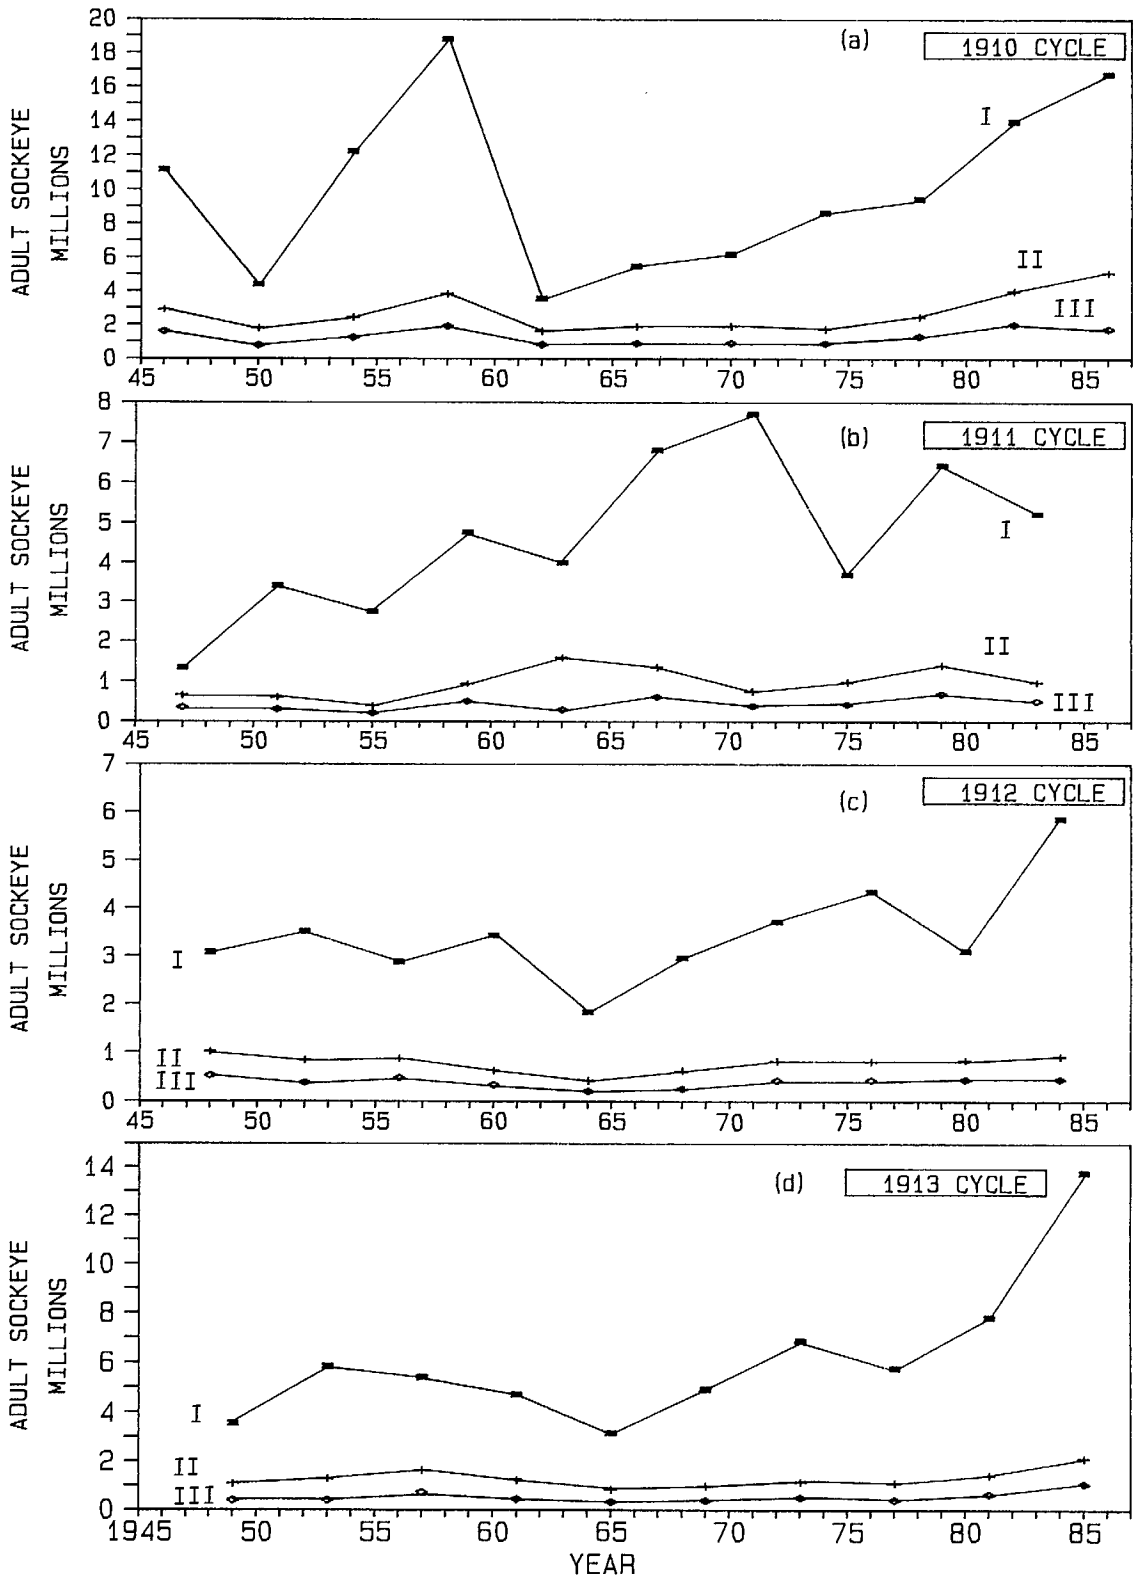 20
18
16
14
12
10
8
6
4
2
0
ADULT SOCKEYE
MILLIONS
(a)
1910 CYCLE
I
II
III
45 50 55 60 65 70 75 80 85
8
7
6
5
4
3
2
1
0
ADULT SOCKEYE
MILLIONS
(b)
1911 CYCLE
I
II
III
45 50 55 60 65 70 75 80 85
7
6
5
4
3
2
1
0
ADULT SOCKEYE
MILLIONS
(c)
1912 CYCLE
I
II
III
45 50 55 60 65 70 75 80 85
14
12
10
8
6
4
2
0
ADULT SOCKEYE
MILLIONS
(d)
1913 CYCLE
I
II
III
1945 50 55 60 65 70 75 80 85
YEAR